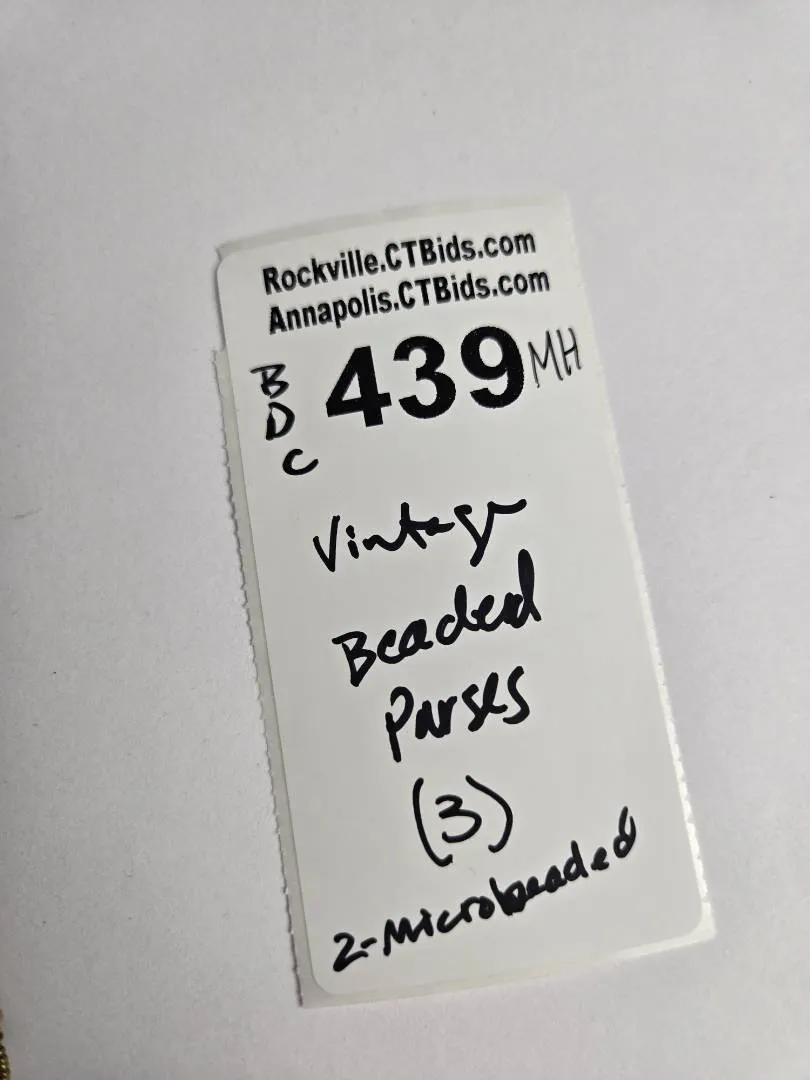 Rockville.CTBids.com
Annapolis.CTBids.com
B
D
C
439 MH
Vintage
Beaded
Purses
(3)
2-Microbeaded